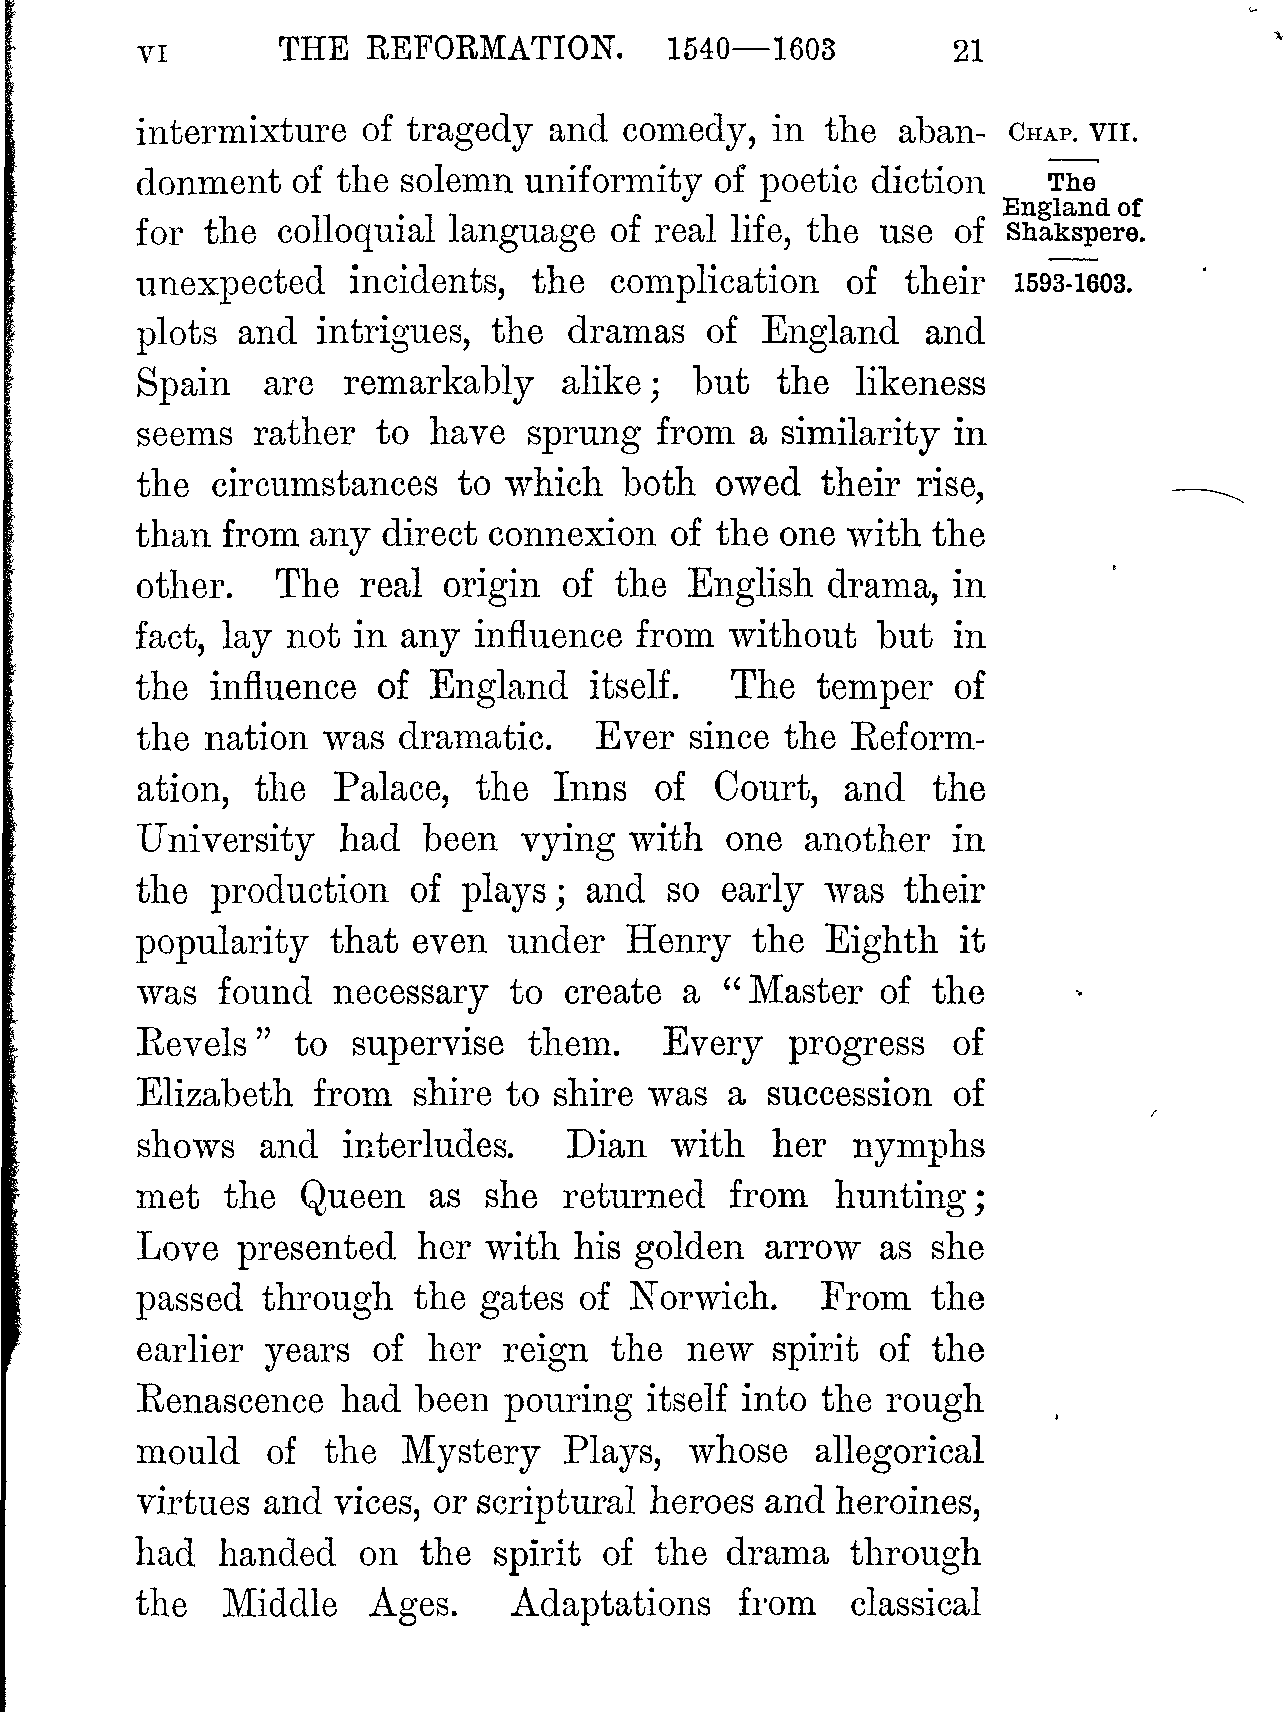 VI THE REFORMATION. 1540—1603 21
intermixture of tragedy and comedy, in the aban-
donment of the solemn uniformity of poetic diction
for the colloquial language of real life, the use of
unexpected incidents, the complication of their
plots and intrigues, the dramas of England and
Spain are remarkably alike; but the likeness
seems rather to have sprung from a similarity in
the circumstances to which both owed their rise,
than from any direct connexion of the one with the
other. The real origin of the English drama, in
fact, lay not in any influence from without but in
the influence of England itself. The temper of
the nation was dramatic. Ever since the Reform-
ation, the Palace, the Inns of Court, and the
University had been vying with one another in
the production of plays; and so early was their
popularity that even under Henry the Eighth it
was found necessary to create a “Master of the
Revels” to supervise them. Every progress of
Elizabeth from shire to shire was a succession of
shows and interludes. Dian with her nymphs
met the Queen as she returned from hunting;
Love presented her with his golden arrow as she
passed through the gates of Norwich. From the
earlier years of her reign the new spirit of the
Renascence had been pouring itself into the rough
mould of the Mystery Plays, whose allegorical
virtues and vices, or scriptural heroes and heroines,
had handed on the spirit of the drama through
the Middle Ages. Adaptations from classical
CHAP. VII.
The
England of
Shakspere.
1593-1603.